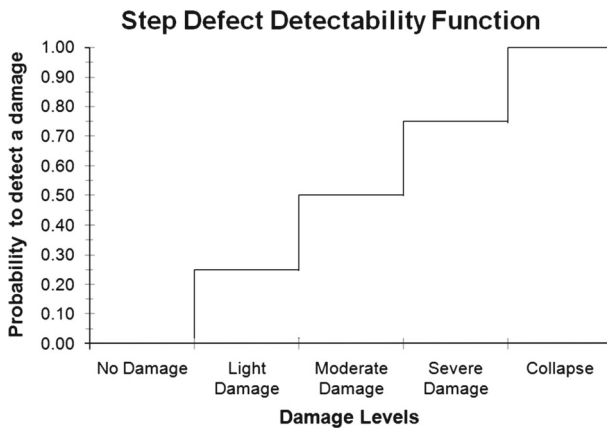 Step Defect Detectability Function
Probability to detect a damage
1.00
0.90
0.80
0.70
0.60
0.50
0.40
0.30
0.20
0.10
0.00
No Damage
Light
Damage
Moderate
Damage
Severe
Damage
Collapse
Damage Levels